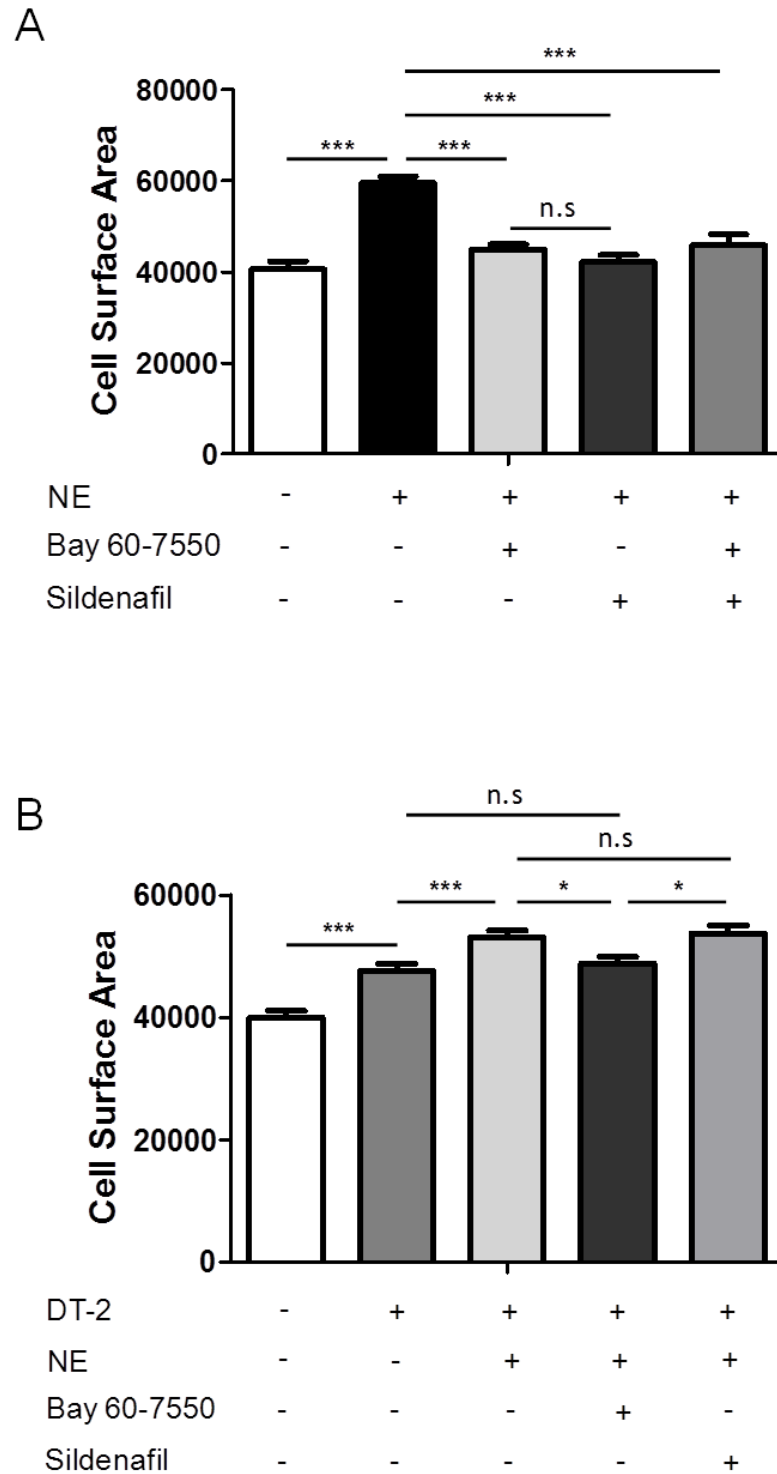 A
***
***
80000
*** ***
60000
n.s
40000
20000
0
Cell Surface Area
NE - + + + +
Bay 60-7550 - - + - +
Sildenafil - - - + +
n.s
B
n.s
60000
*** * *
***
40000
20000
0
Cell Surface Area
DT-2 - + + + +
NE - - + + +
Bay 60-7550 - - - + -
Sildenafil - - - - +